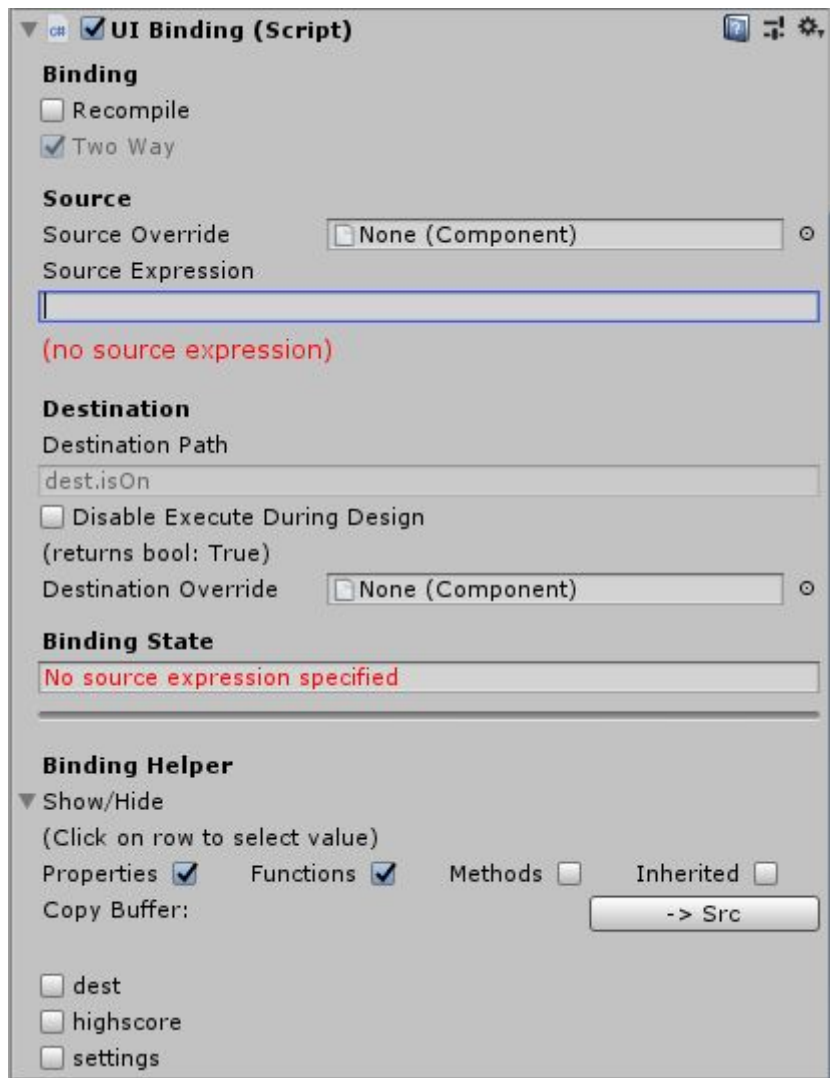 UI Binding (Script)
Binding
Recompile
Two Way
Source
Source Override None (Component)
Source Expression
(no source expression)
Destination
Destination Path
dest.isOn
Disable Execute During Design
(returns bool: True)
Destination Override None (Component)
Binding State
No source expression specified
Binding Helper
Show/Hide
(Click on row to select value)
Properties Functions Methods Inherited
Copy Buffer: -> Src
dest
highscore
settings